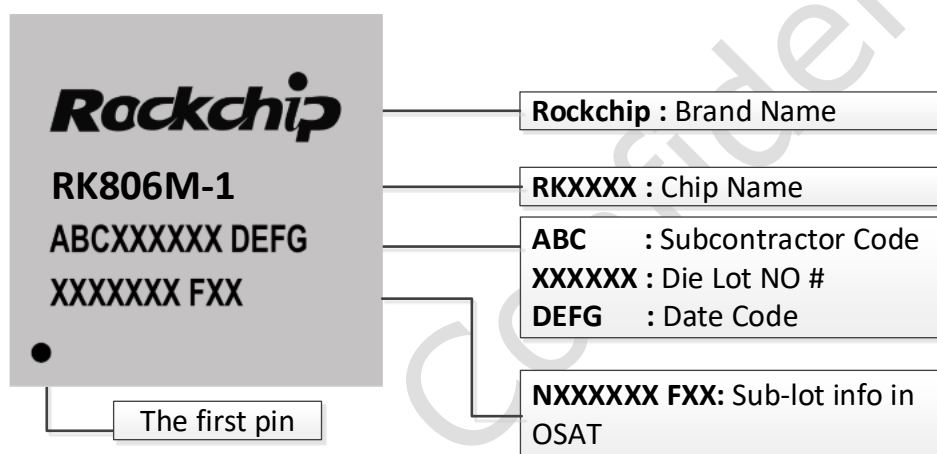 Rockchip
RK806M-1
ABCXXXXXX DEFG
XXXXXXX FXX
The first pin
Rockchip : Brand Name
RKXXXX : Chip Name
ABC : Subcontractor Code
XXXXXX : Die Lot NO #
DEFG : Date Code
NXXXXXX FXX: Sub-lot info in
OSAT